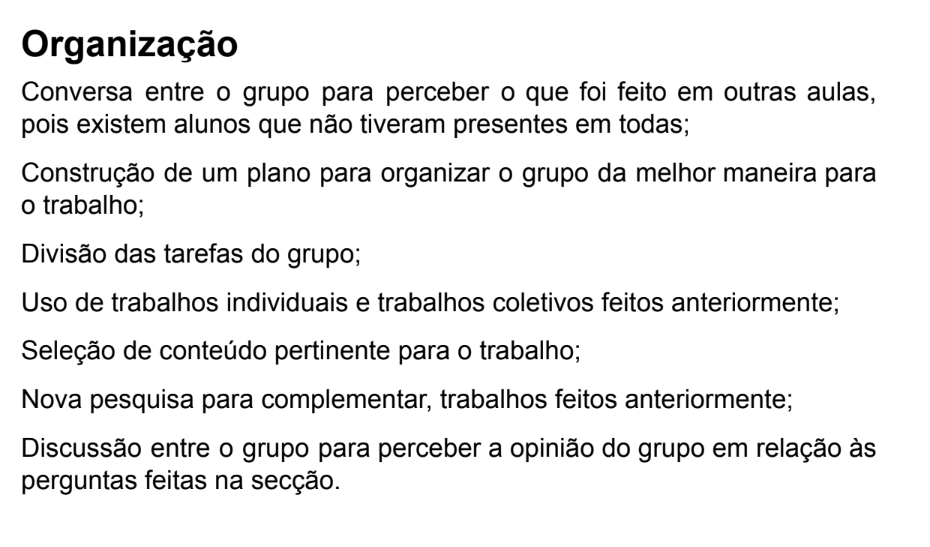 Organização
Conversa entre o grupo para perceber o que foi feito em outras aulas,
pois existem alunos que não tiveram presentes em todas;
Construção de um plano para organizar o grupo da melhor maneira para
o trabalho;
Divisão das tarefas do grupo;
Uso de trabalhos individuais e trabalhos coletivos feitos anteriormente;
Seleção de conteúdo pertinente para o trabalho;
Nova pesquisa para complementar, trabalhos feitos anteriormente;
Discussão entre o grupo para perceber a opinião do grupo em relação às
perguntas feitas na secção.